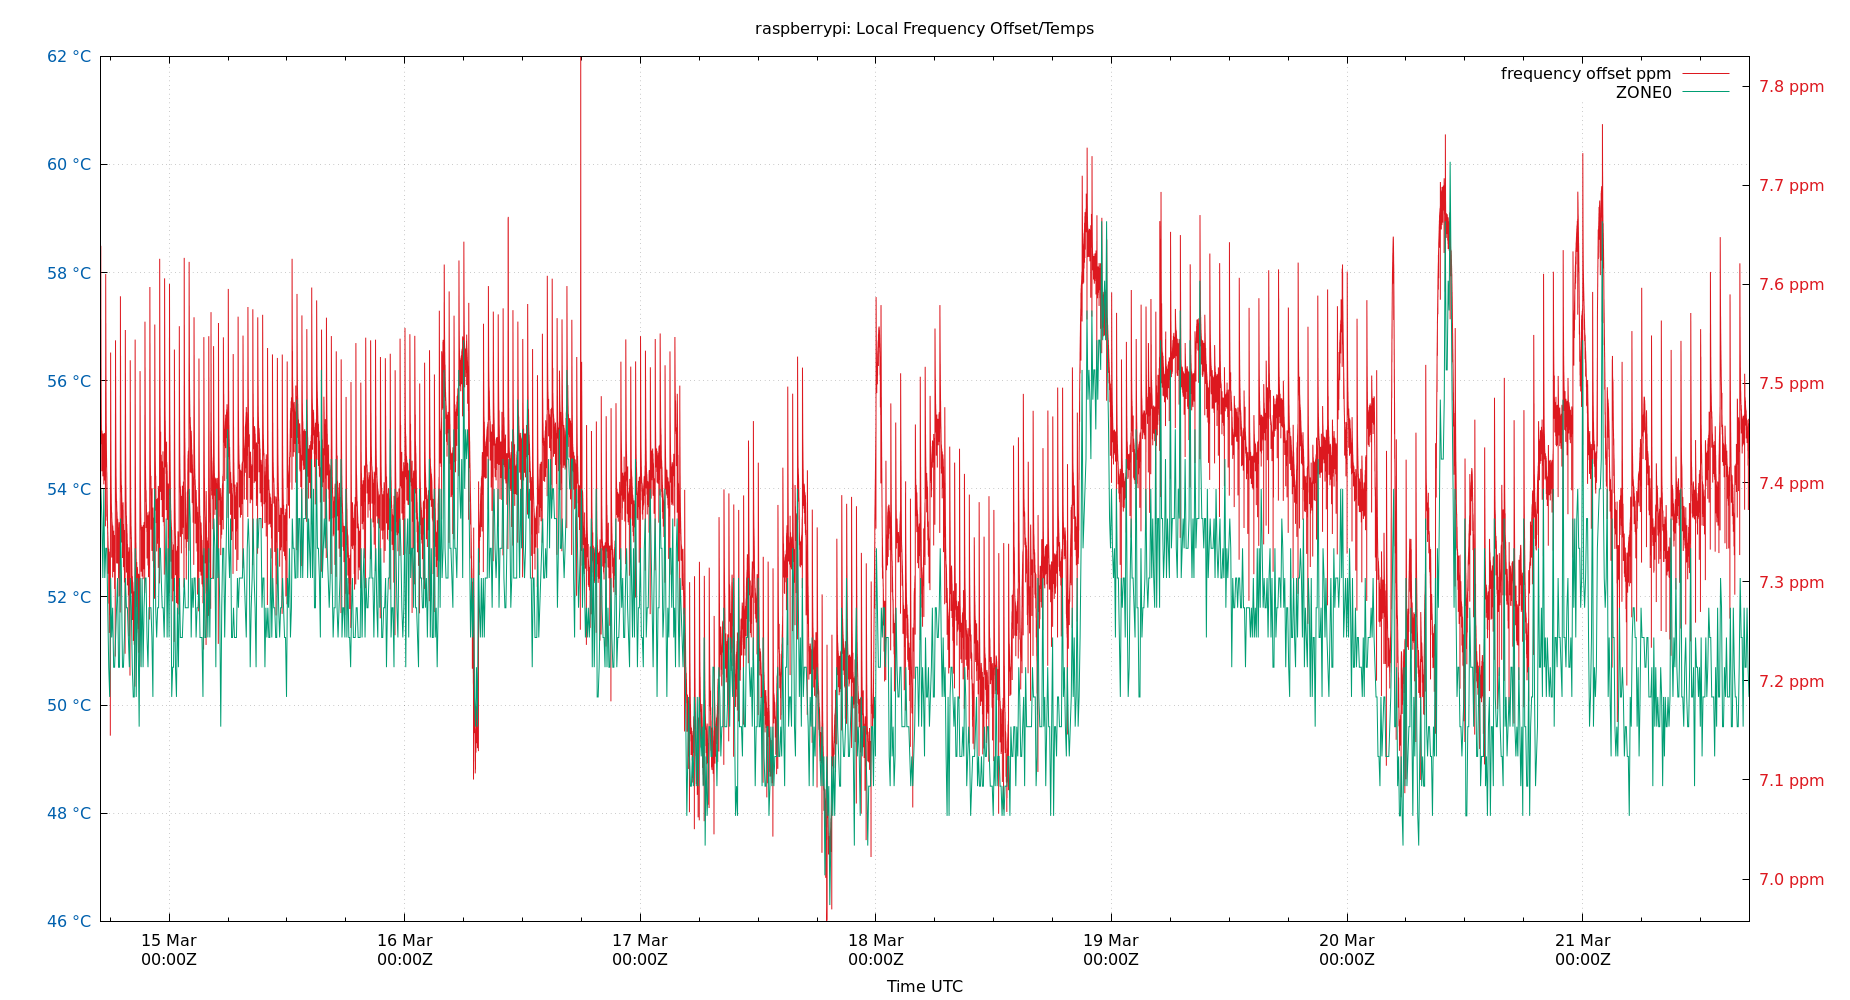 raspberrypi: Local Frequency Offset/Temps
62 °C
60 °C
58 °C
56 °C
54 °C
52 °C
50 °C
48 °C
46 °C
frequency offset ppm
ZONE0
7.8 ppm
7.7 ppm
7.6 ppm
7.5 ppm
7.4 ppm
7.3 ppm
7.2 ppm
7.1 ppm
7.0 ppm
15 Mar
00:00Z
16 Mar
00:00Z
17 Mar
00:00Z
18 Mar
00:00Z
19 Mar
00:00Z
20 Mar
00:00Z
21 Mar
00:00Z
Time UTC